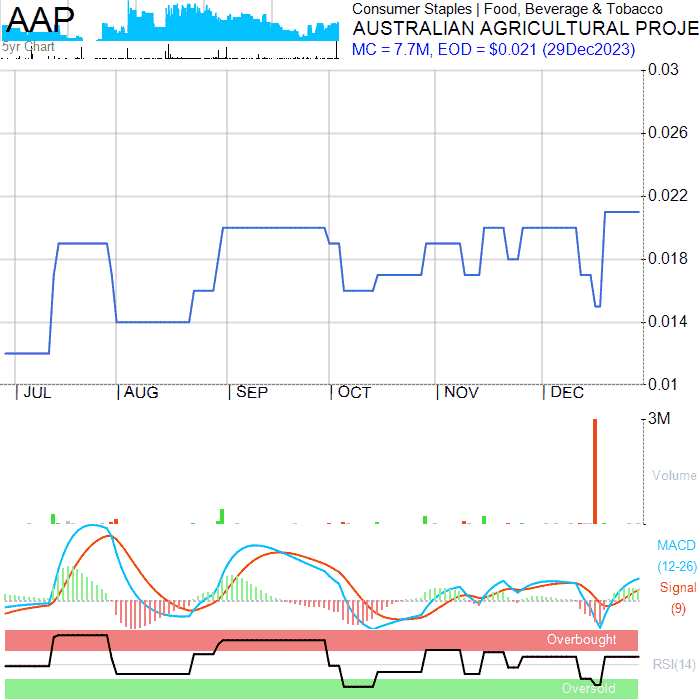 AAP
5yr Chart
Consumer Staples | Food, Beverage & Tobacco
AUSTRALIAN AGRICULTURAL PROJE
MC = 7.7M, EOD = $0.021 (29Dec2023)
0.03
0.026
0.022
0.018
0.014
0.01
JUL AUG SEP OCT NOV DEC
3M
Volume
MACD
(12-26)
Signal
(9)
Overbought
RSI(14)
Oversold